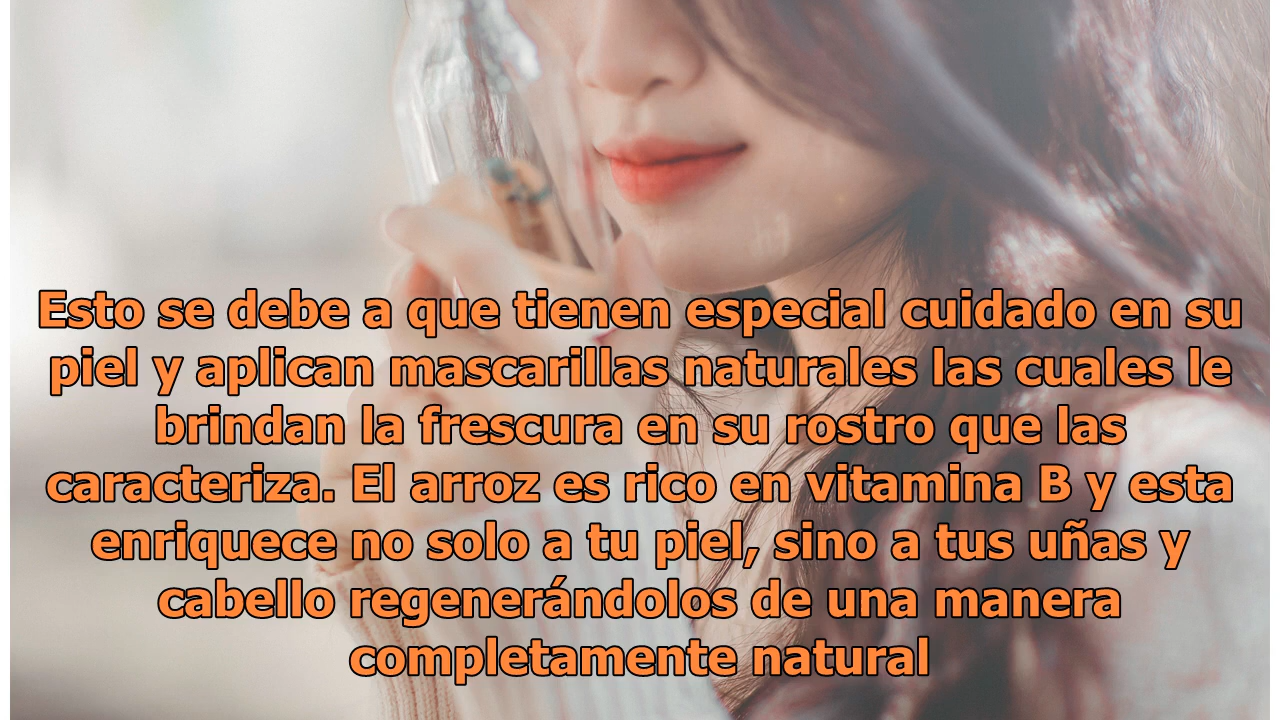 Esto se debe a que tienen especial cuidado en su
piel y aplican mascarillas naturales las cuales le
brindan la frescura en su rostro que las
caracteriza. El arroz es rico en vitamina B y esta
enriquece no solo a tu piel, sino a tus uñas y
cabello regenerándolos de una manera
completamente natural